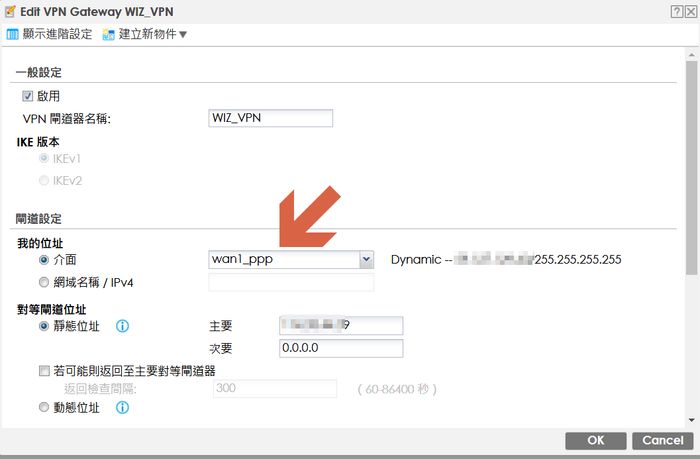 Edit VPN Gateway WIZ_VPN
顯示進階設定 建立新物件
一般設定
啟用
VPN 閘道器名稱: WIZ_VPN
IKE 版本
IKEv1
IKEv2
閘道設定
我的位址
介面 wan1_ppp Dynamic -- 255.255.255.255
網域名稱 / IPv4
對等閘道位址
靜態位址 主要 9
次要 0.0.0.0
若可能則返回至主要對等閘道器
返回檢查間隔: 300 (60-86400 秒)
動態位址
OK Cancel